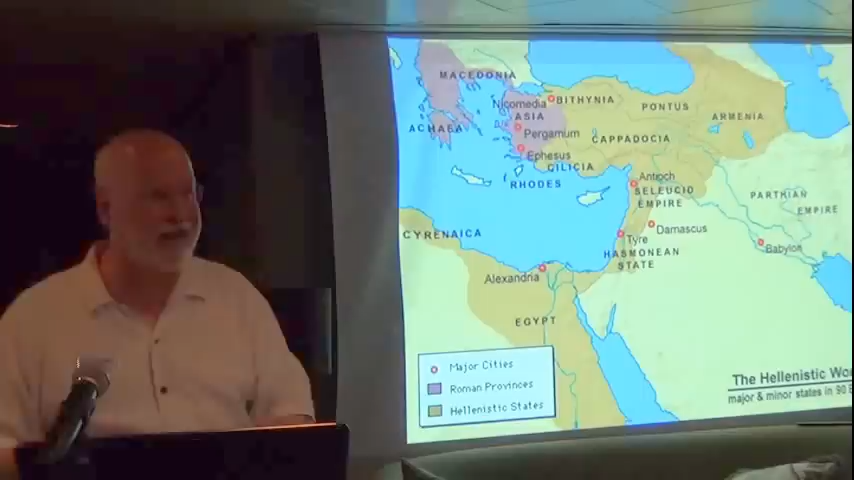 MACEDONIA
Nicomedia
BITHYNIA
PONTUS
ASIA
ARMENIA
ACHAEA
Pergamum
CAPPADOCIA
Ephesus
CILICIA
RHODES
Antioch
SELEUCID
EMPIRE
PARTHIAN
EMPIRE
CYRENAICA
Damascus
Tyre
Babylon
HASMONEAN
STATE
Alexandria
EGYPT
Major Cities
Roman Provinces
Hellenistic States
The Hellenistic Wo
major & minor states in 90